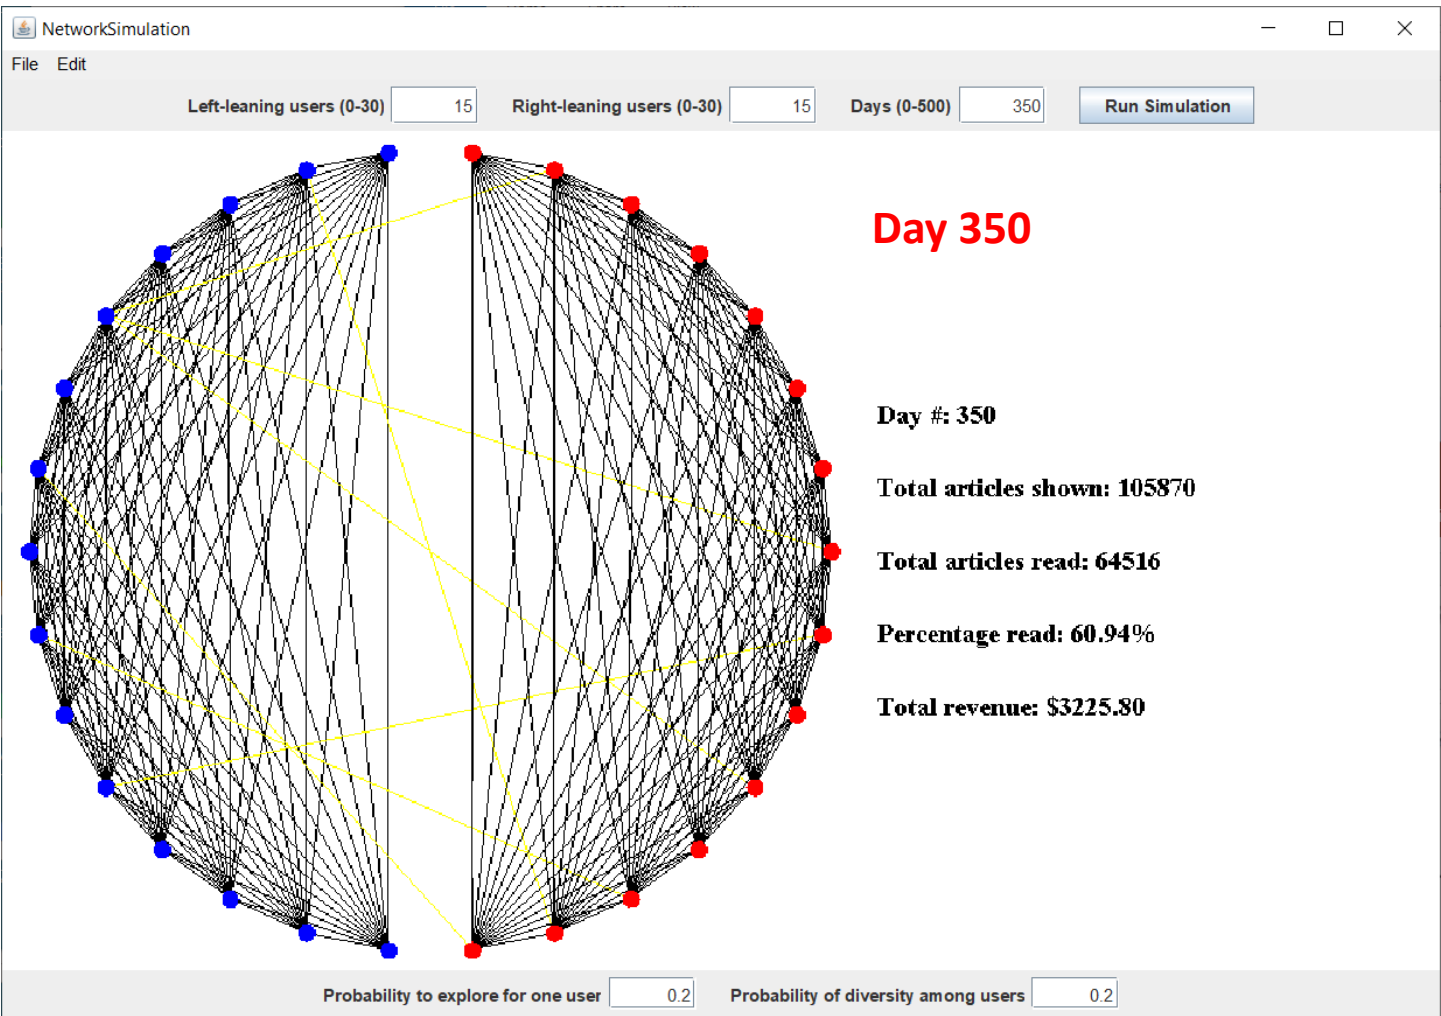 NetworkSimulation
File Edit
Left-leaning users (0-30) 15 Right-leaning users (0-30) 15 Days (0-500) 350 Run Simulation
Day 350
Day #: 350
Total articles shown: 105870
Total articles read: 64516
Percentage read: 60.94%
Total revenue: $3225.80
Probability to explore for one user 0.2 Probability of diversity among users 0.2